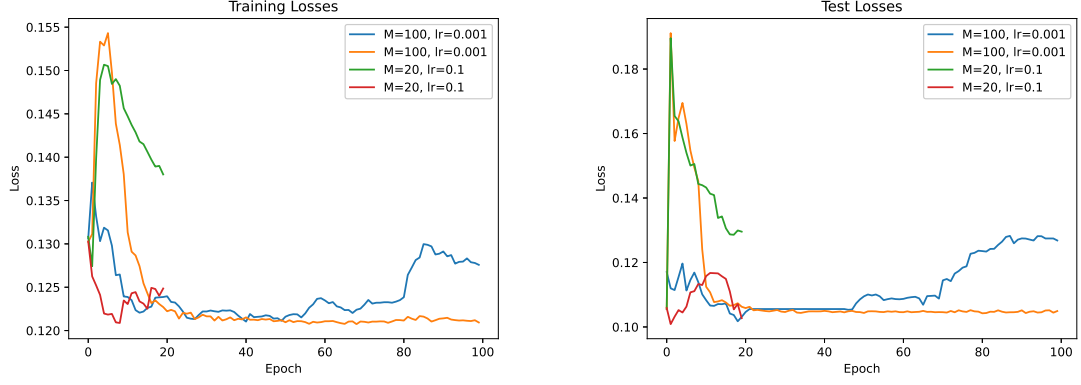 Training Losses
0.155
0.150
0.145
0.140
0.135
0.130
0.125
0.120
Loss
0
20
40
60
80
100
Epoch
M=100, lr=0.001
M=100, lr=0.001
M=20, lr=0.1
M=20, lr=0.1
Test Losses
0.18
0.16
0.14
0.12
0.10
Loss
0
20
40
60
80
100
Epoch
M=100, lr=0.001
M=100, lr=0.001
M=20, lr=0.1
M=20, lr=0.1